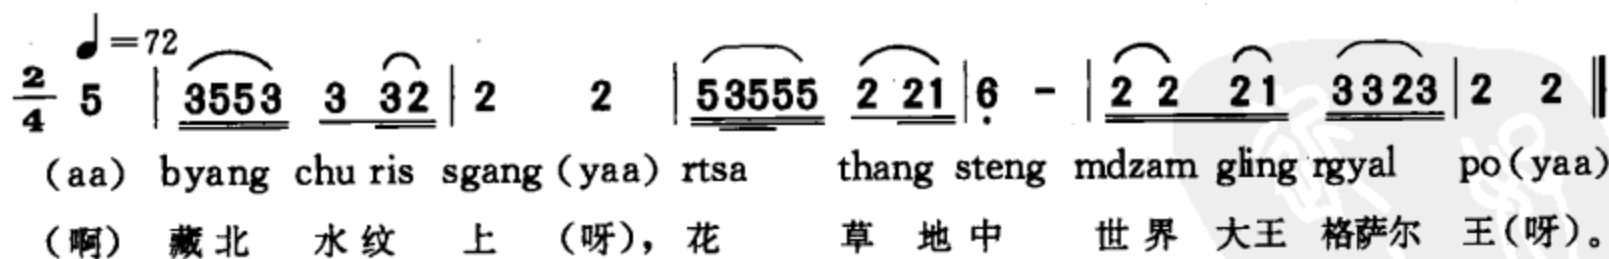 ♩=72
2/4 5 | 3553 3 32 | 2 2 | 53555 2 21 | 6 - | 2 2 21 3323 | 2 2 ‖
(aa) byang chu ris sgang (yaa) rtsa thang steng mdzam gling rgyal po(yaa)
(啊) 藏北 水纹 上 (呀), 花 草 地中 世界 大王 格萨尔 王(呀)。